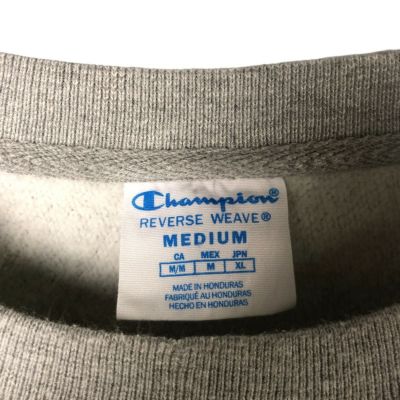 Champion®
REVERSE WEAVE®
MEDIUM
CA MEX JPN
M/M M XL
MADE IN HONDURAS
FABRIQUÉ AU HONDURAS
HECHO EN HONDURAS